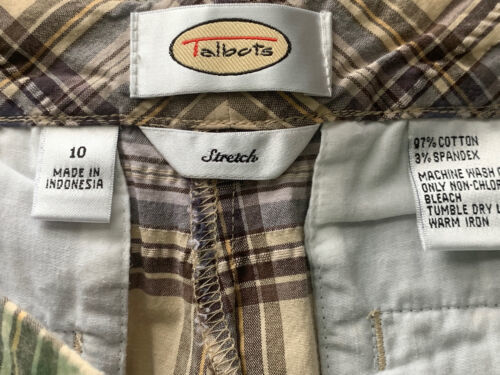 Talbots
Stretch
10
MADE IN
INDONESIA
97% COTTON
3% SPANDEX
MACHINE WASH
ONLY NON-CHLOR
BLEACH
TUMBLE DRY L
WARM IRON